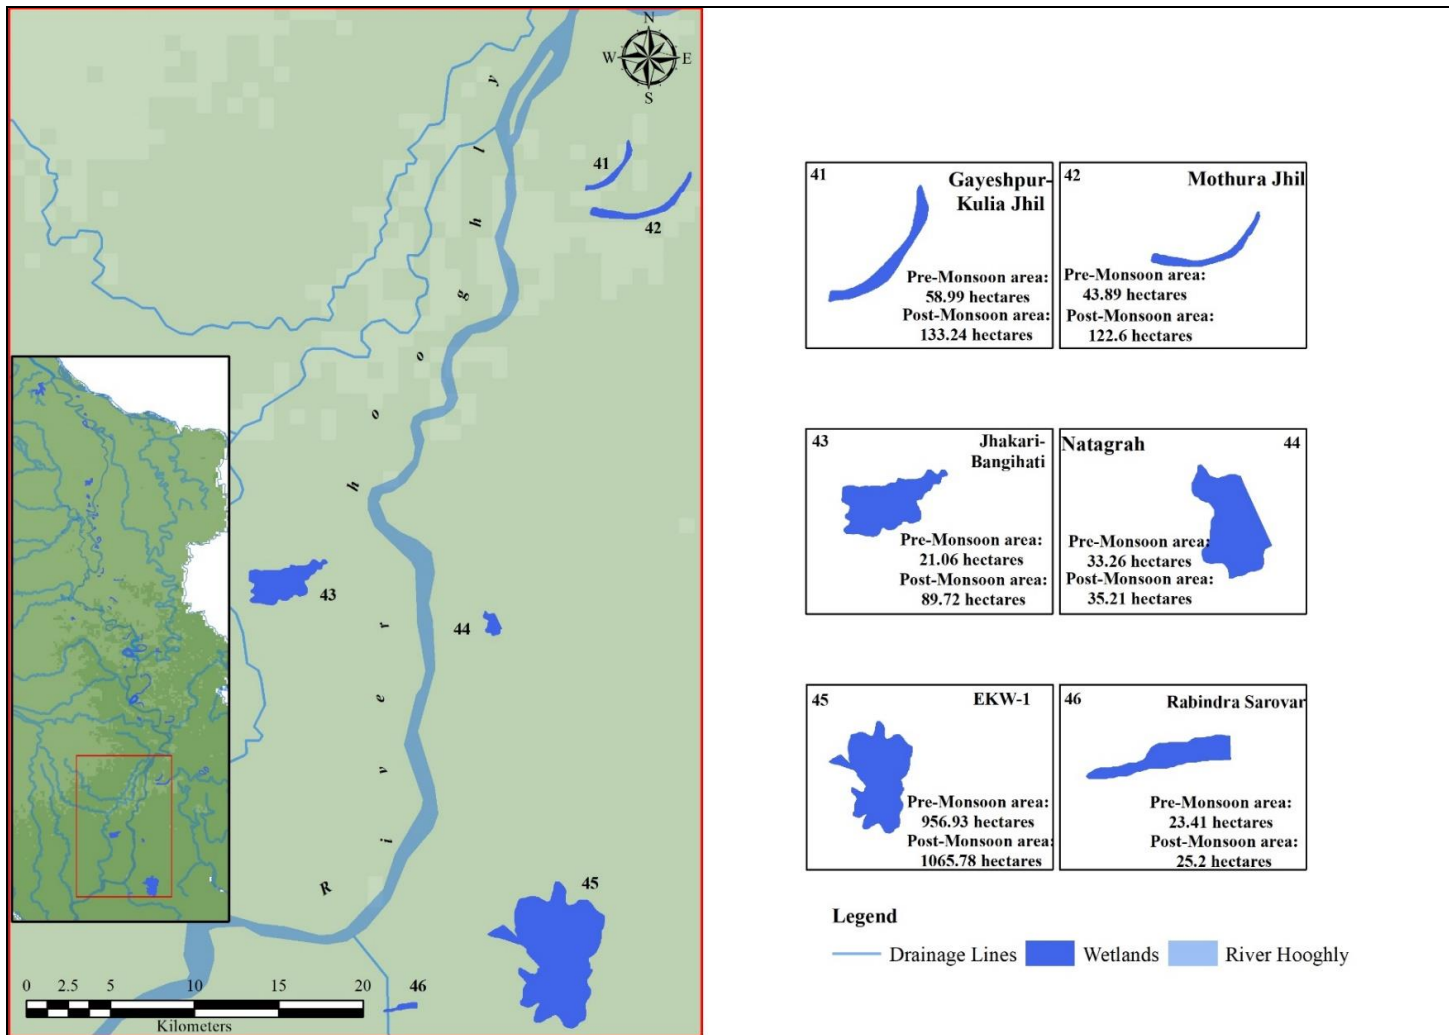 N
W E
S
41
42
43
44
45
46
River Hooghly
0 2.5 5 10 15 20
Kilometers
41
Gayeshpur-
Kulia Jhil
Pre-Monsoon area:
58.99 hectares
Post-Monsoon area:
133.24 hectares
42
Mothura Jhil
Pre-Monsoon area:
43.89 hectares
Post-Monsoon area:
122.6 hectares
43
Jhakari-
Bangihati
Pre-Monsoon area:
21.06 hectares
Post-Monsoon area:
89.72 hectares
Natagrah 44
Pre-Monsoon area:
33.26 hectares
Post-Monsoon area:
35.21 hectares
45
EKW-1
Pre-Monsoon area:
956.93 hectares
Post-Monsoon area:
1065.78 hectares
46
Rabindra Sarovar
Pre-Monsoon area:
23.41 hectares
Post-Monsoon area:
25.2 hectares
Legend
Drainage Lines Wetlands River Hooghly